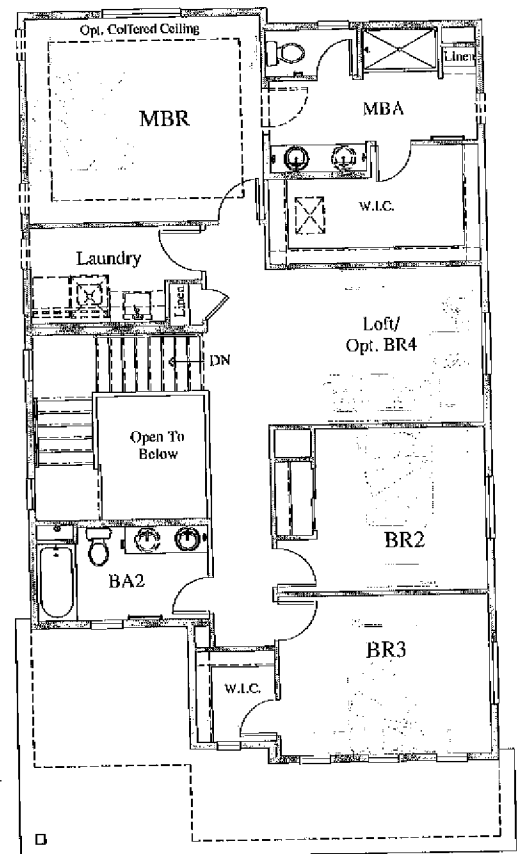 Opt. Coffered Ceiling
Linen
MBR
MBA
W.I.C.
Laundry
Linen
Loft/
Opt. BR4
DN
Open To
Below
BR2
BA2
BR3
W.I.C.